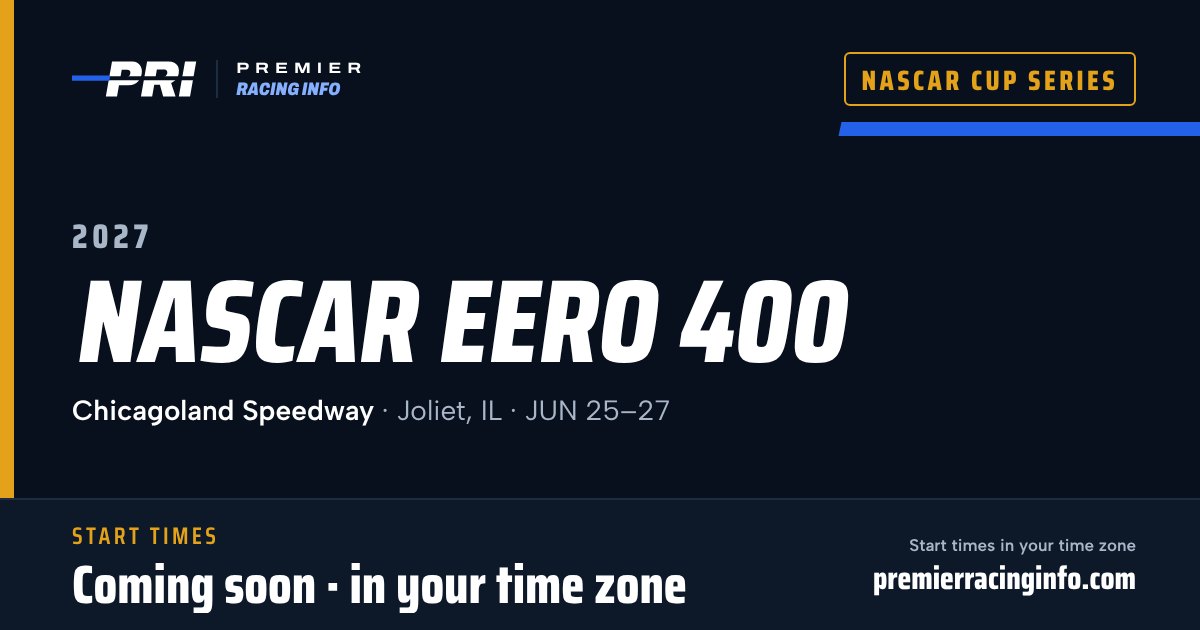 PRI
PREMIER
RACING INFO
NASCAR CUP SERIES
2027
NASCAR EERO 400
Chicagoland Speedway · Joliet, IL · JUN 25–27
START TIMES
Coming soon · in your time zone
Start times in your time zone
premierracinginfo.com